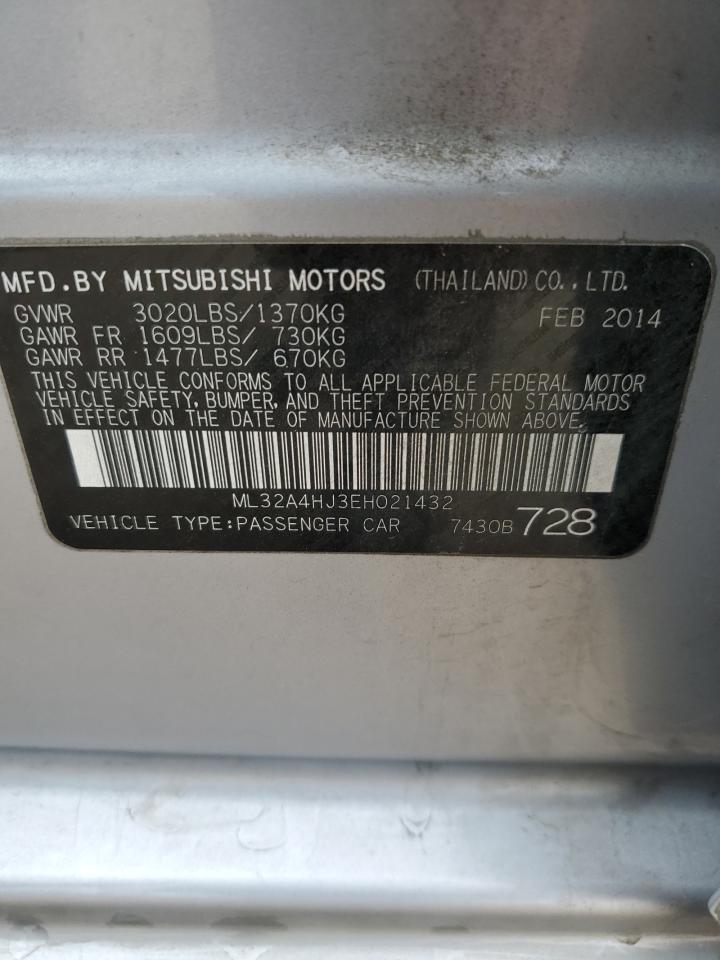 MFD.BY MITSUBISHI MOTORS (THAILAND) CO., LTD.
GVWR 3020LBS/1370KG FEB 2014
GAWR FR 1609LBS/ 730KG
GAWR RR 1477LBS/ 670KG
THIS VEHICLE CONFORMS TO ALL APPLICABLE FEDERAL MOTOR
VEHICLE SAFETY, BUMPER, AND THEFT PREVENTION STANDARDS
IN EFFECT ON THE DATE OF MANUFACTURE SHOWN ABOVE.
ML32A4HJ3EH021432
VEHICLE TYPE:PASSENGER CAR 7430B 728